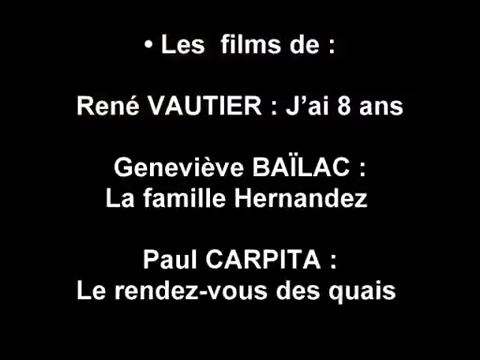 • Les films de :
René VAUTIER : J’ai 8 ans
Geneviève BAÏLAC :
La famille Hernandez
Paul CARPITA :
Le rendez-vous des quais